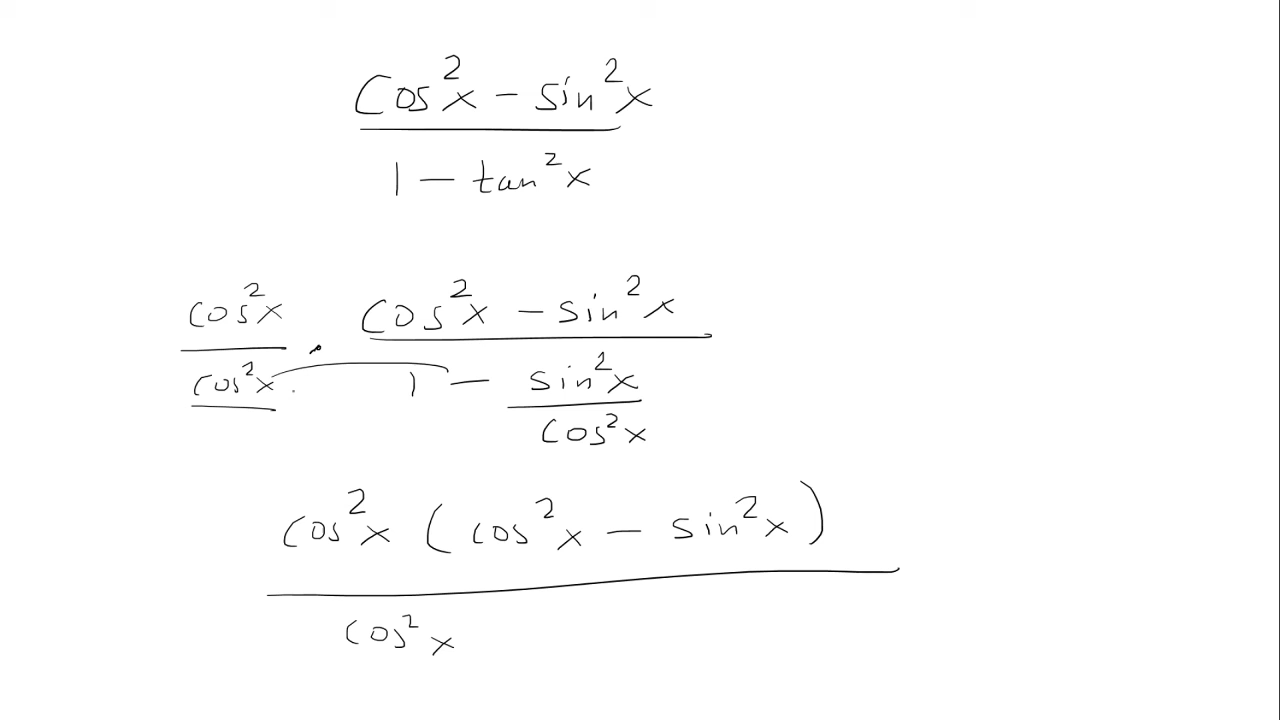 cos²x − sin²x
1 − tan²x
cos²x · cos²x − sin²x
cos²x 1 − sin²x
cos²x
cos²x (cos²x − sin²x)
cos²x